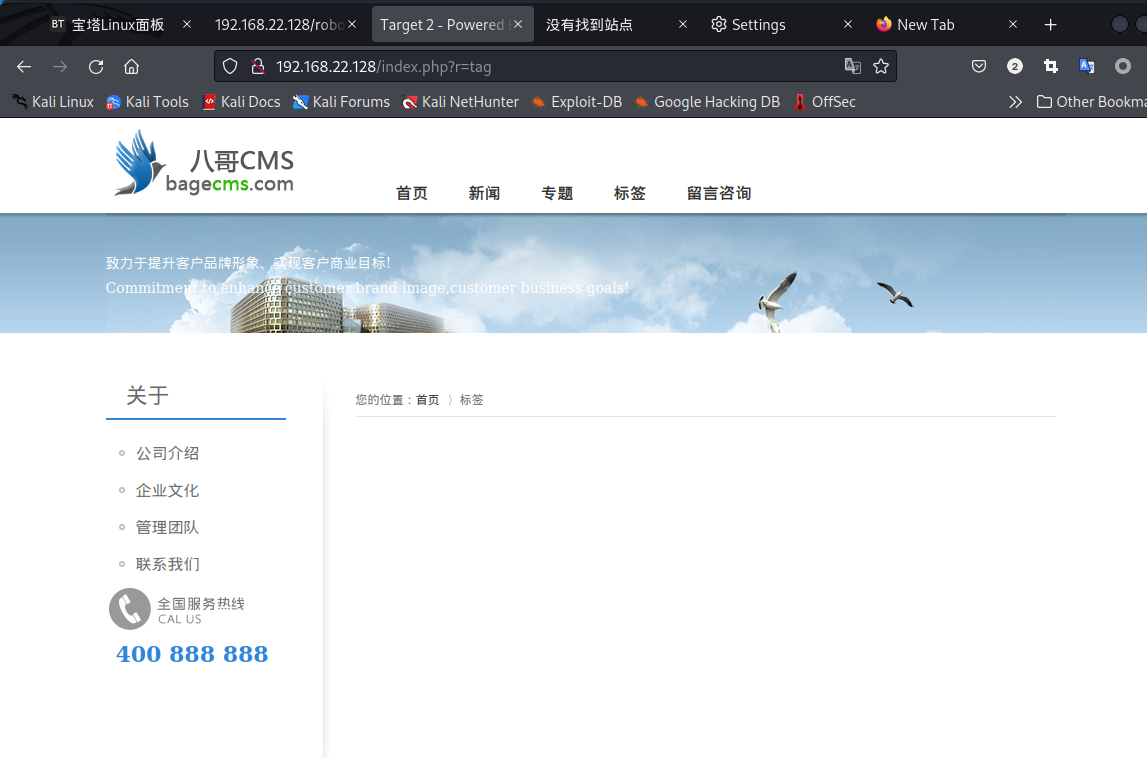 BT 宝塔Linux面板
192.168.22.128/robo
Target 2 - Powered
没有找到站点
Settings
New Tab
192.168.22.128/index.php?r=tag
2
Kali Linux Kali Tools Kali Docs Kali Forums Kali NetHunter Exploit-DB Google Hacking DB OffSec Other Bookma
八哥CMS
bagecms.com
首页 新闻 专题 标签 留言咨询
致力于提升客户品牌形象、实现客户商业目标!
Commitment to enhance customer brand image,customer business goals!
关于
您的位置：首页 〉标签
公司介绍
企业文化
管理团队
联系我们
全国服务热线
CAL US
400 888 888